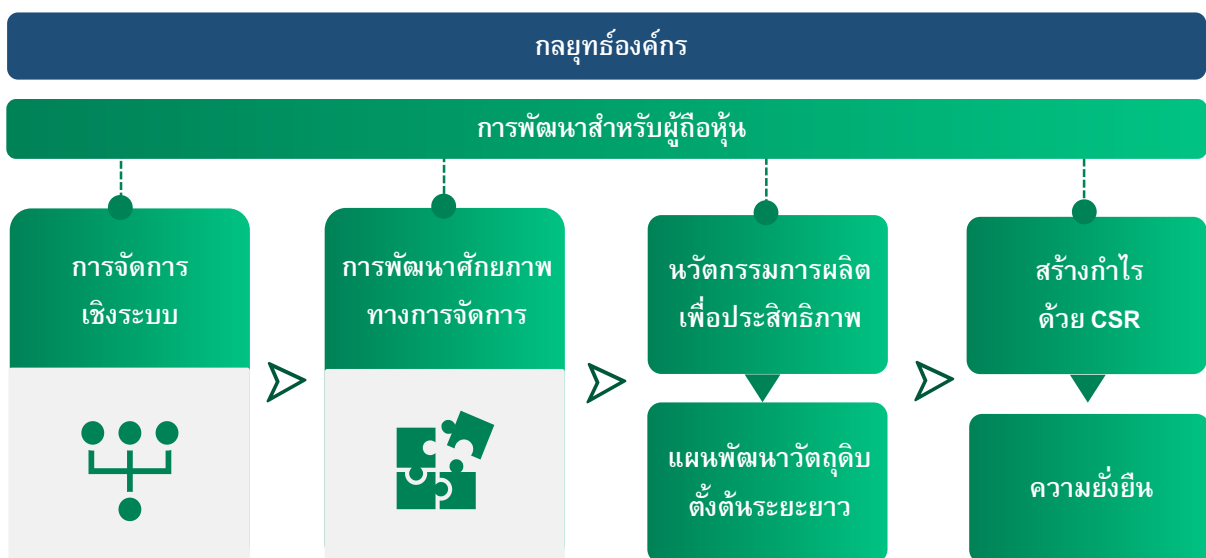 กลยุทธ์องค์กร
การพัฒนาสำหรับผู้ถือหุ้น
การจัดการ
เชิงระบบ
การพัฒนาศักยภาพ
ทางการจัดการ
นวัตกรรมการผลิต
เพื่อประสิทธิภาพ
แผนพัฒนาวัตถุดิบ
ตั้งต้นระยะยาว
สร้างกำไร
ด้วย CSR
ความยั่งยืน